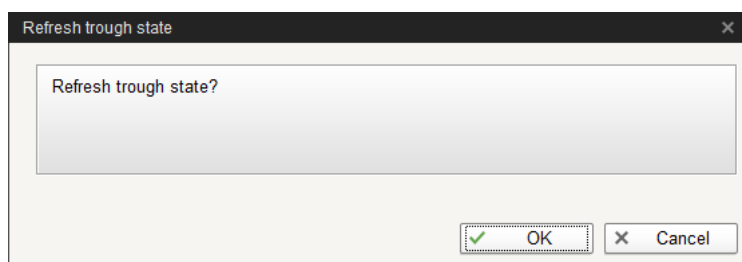 Refresh trough state
Refresh trough state?
OK
Cancel